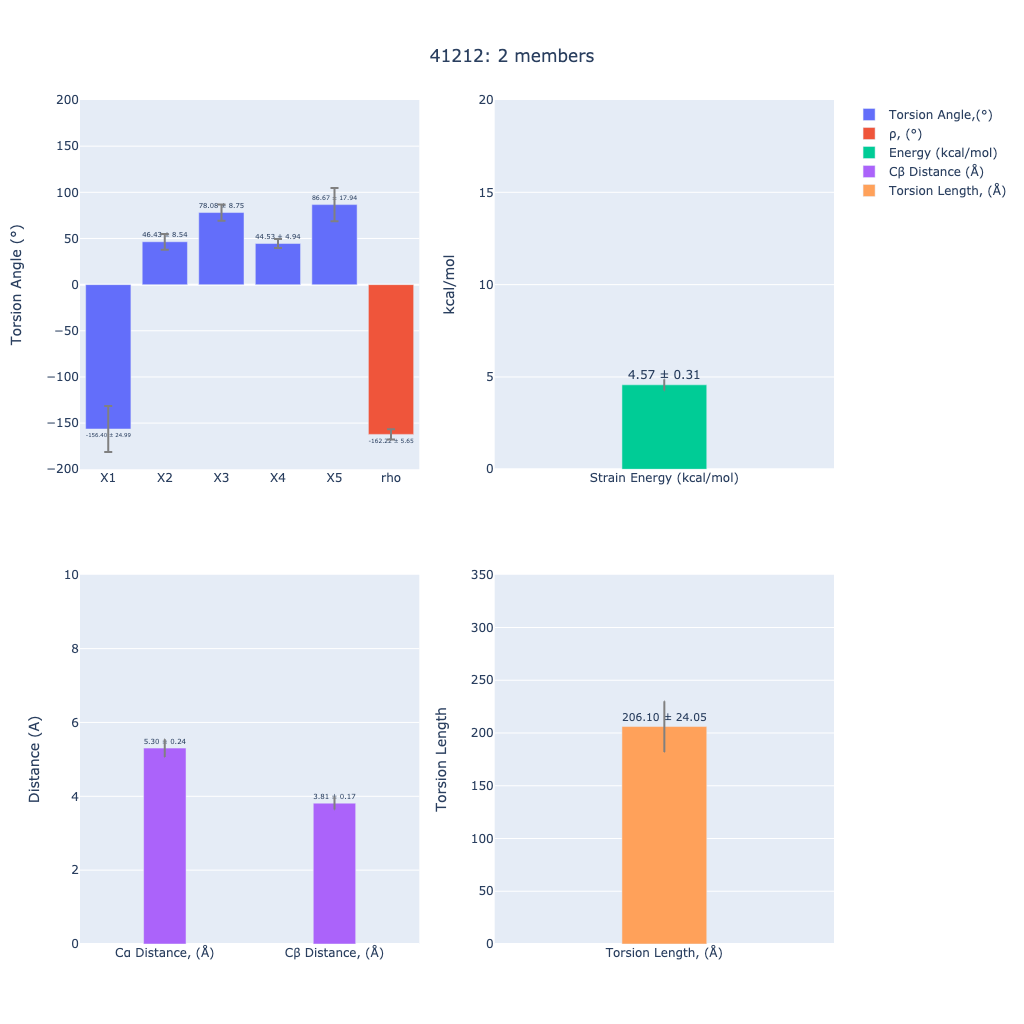 41212: 2 members
200
150
100
50
0
−50
−100
−150
−200
Torsion Angle (°)
86.67 ± 17.94
78.08 ± 8.75
46.43 ± 8.54
44.53 ± 4.94
-156.40 ± 24.99
-162.22 ± 5.65
X1 X2 X3 X4 X5 rho
20
15
10
5
0
kcal/mol
4.57 ± 0.31
Strain Energy (kcal/mol)
Torsion Angle,(°)
ρ, (°)
Energy (kcal/mol)
Cβ Distance (Å)
Torsion Length, (Å)
10
8
6
4
2
0
Distance (A)
5.30 ± 0.24
3.81 ± 0.17
Cα Distance, (Å) Cβ Distance, (Å)
350
300
250
200
150
100
50
0
Torsion Length
206.10 ± 24.05
Torsion Length, (Å)